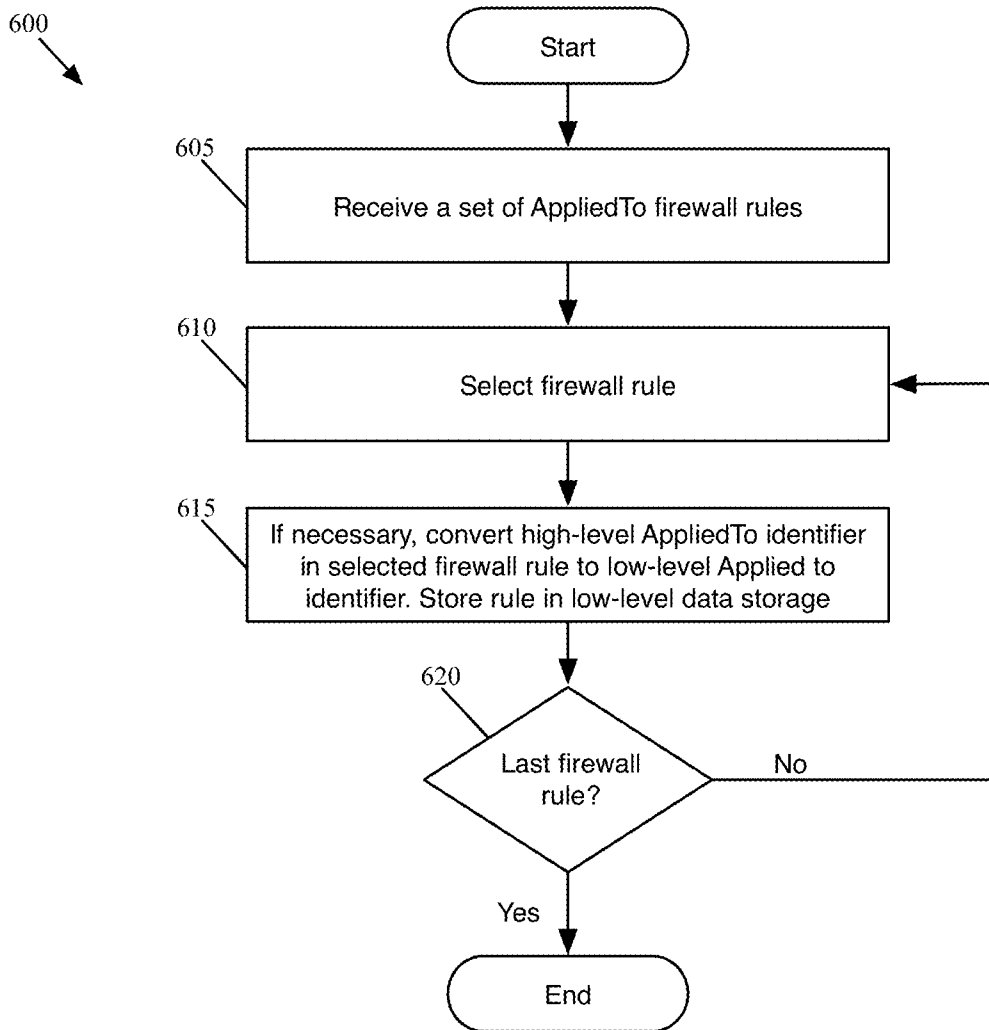 600
Start
605
Receive a set of AppliedTo firewall rules
610
Select firewall rule
615
If necessary, convert high-level AppliedTo identifier
in selected firewall rule to low-level Applied to
identifier. Store rule in low-level data storage
620
Last firewall
rule?
No
Yes
End